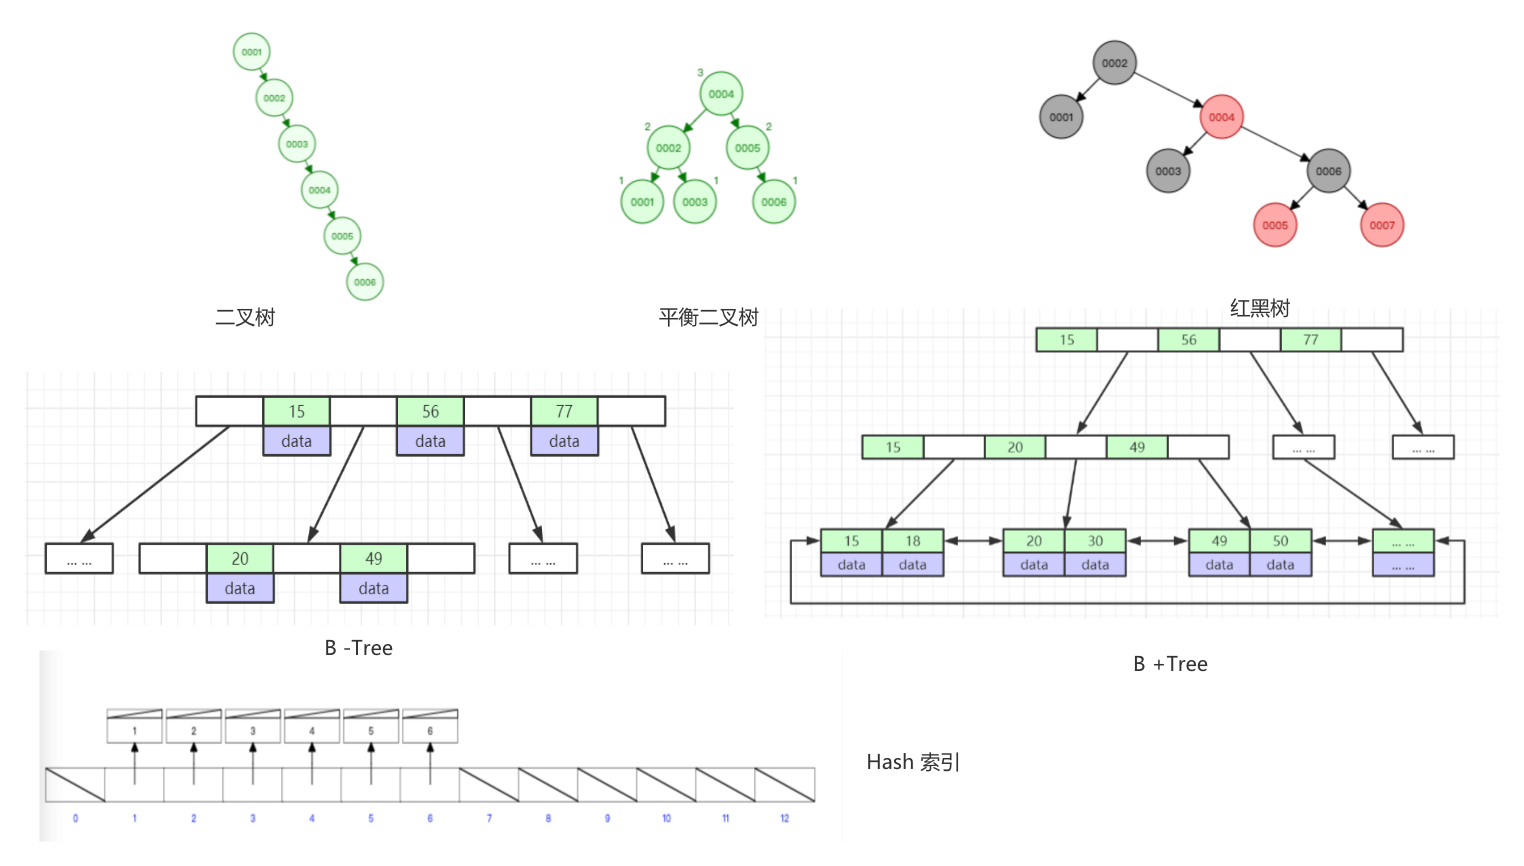 0001
0002
0003
0004
0005
0006
二叉树
3
0004
2
0002
2
0005
1
0001
0003
1
0006
1
平衡二叉树
0002
0001
0004
0003
0006
0005
0007
红黑树
15 56 77
data data data
... ... 20 49 ... ... ... ...
data data
B -Tree
15 56 77
15 20 49 ... ... ... ...
15 18 20 30 49 50 ... ...
data data data data data data ... ...
B +Tree
1 2 3 4 5 6
0 1 2 3 4 5 6 7 8 9 10 11 12
Hash 索引